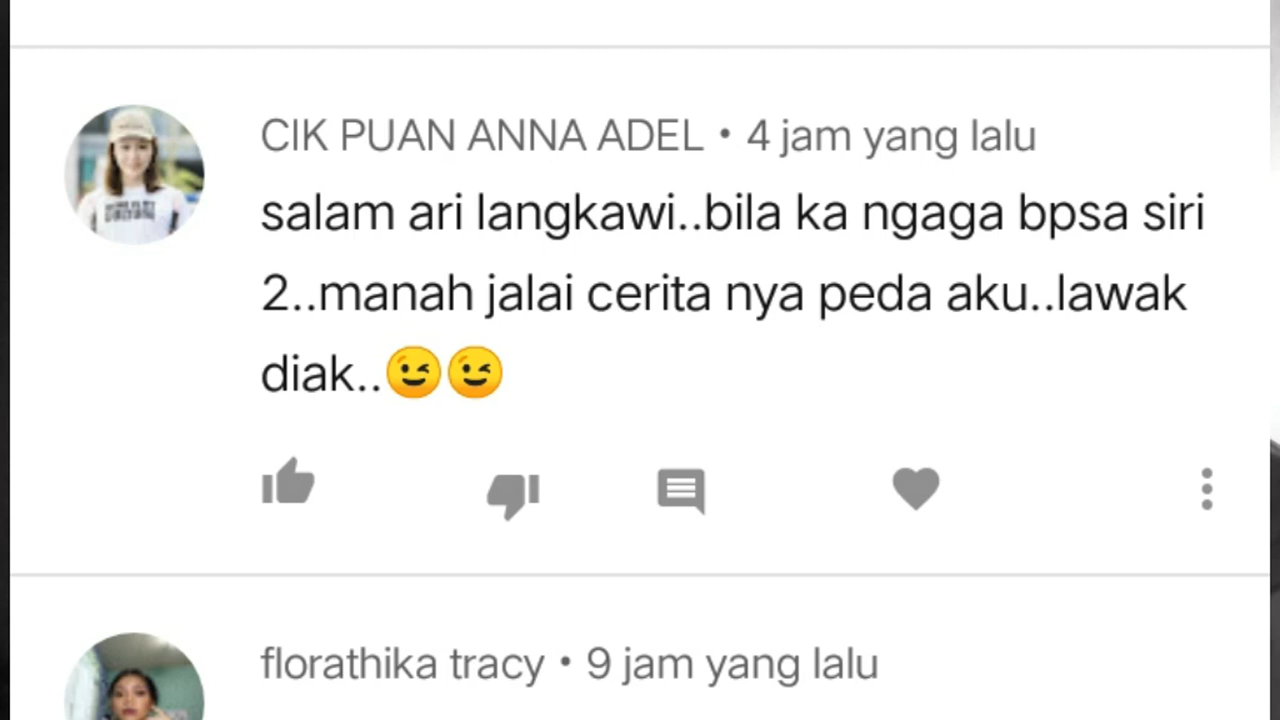 CIK PUAN ANNA ADEL • 4 jam yang lalu
salam ari langkawi..bila ka ngaga bpsa siri
2..manah jalai cerita nya peda aku..lawak
diak..😉😉
florathika tracy • 9 jam yang lalu